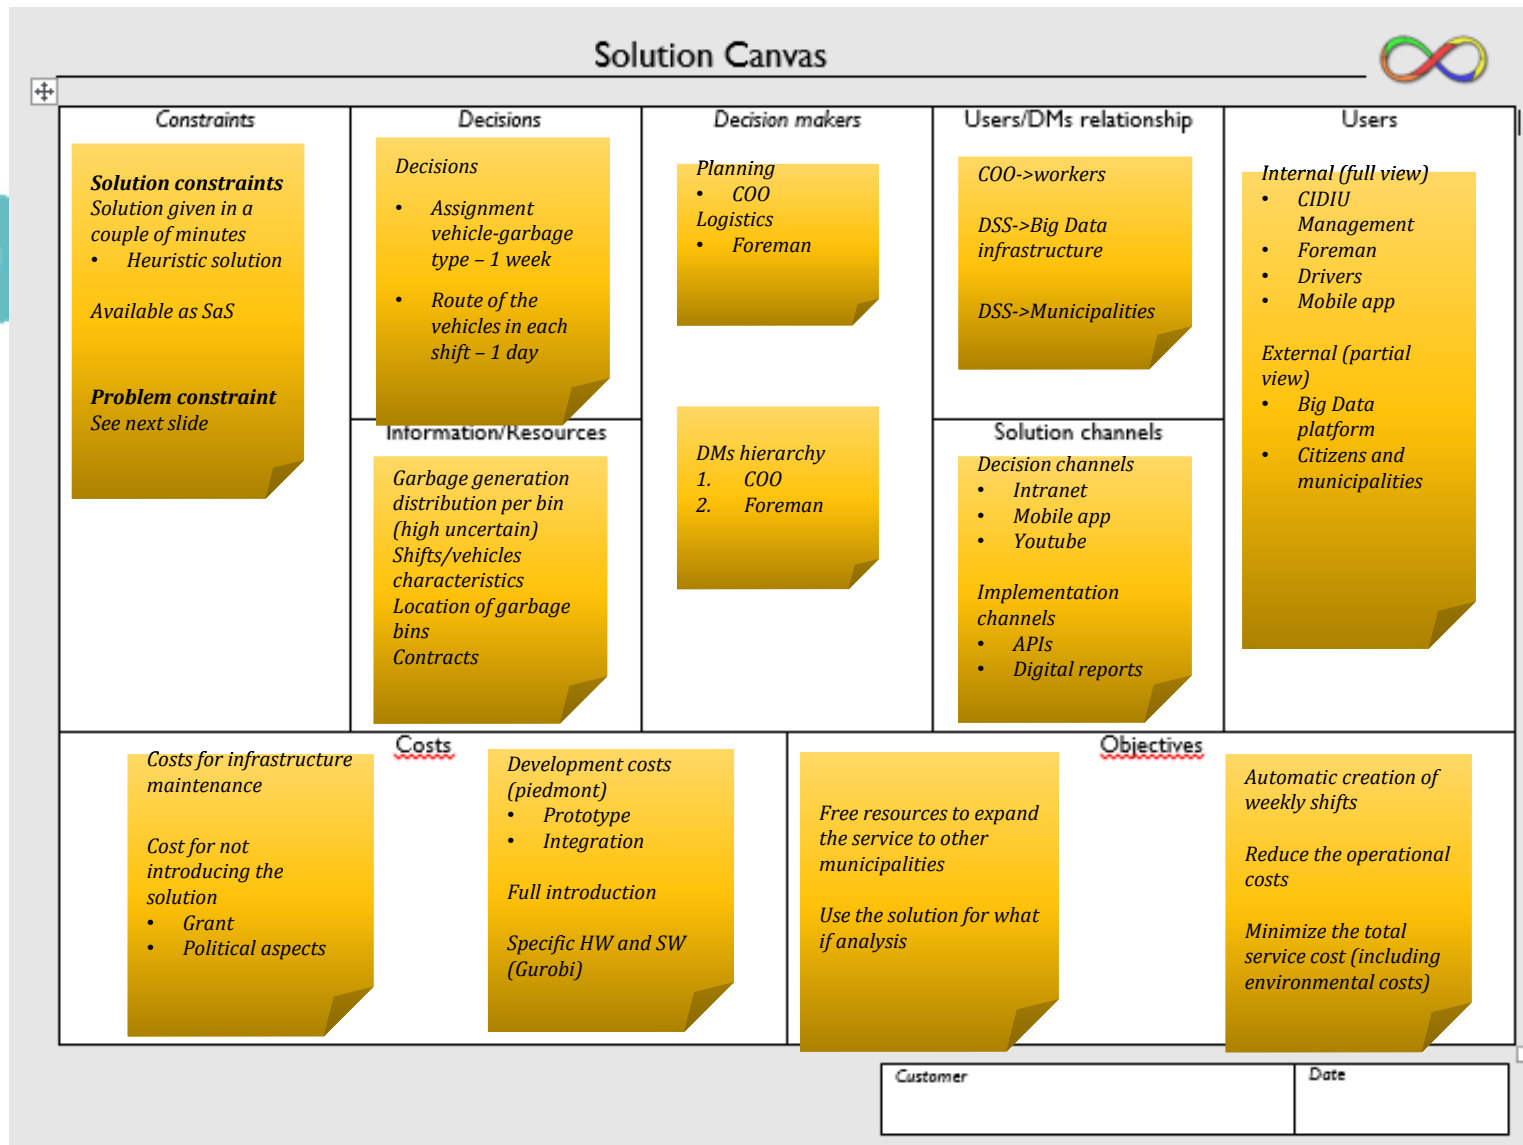 Solution Canvas
Constraints
Solution constraints
Solution given in a
couple of minutes
• Heuristic solution
Available as SaS
Problem constraint
See next slide
Decisions
Decisions
• Assignment
vehicle-garbage
type – 1 week
• Route of the
vehicles in each
shift – 1 day
Information/Resources
Garbage generation
distribution per bin
(high uncertain)
Shifts/vehicles
characteristics
Location of garbage
bins
Contracts
Decision makers
Planning
• COO
Logistics
• Foreman
DMs hierarchy
1. COO
2. Foreman
Users/DMs relationship
COO->workers
DSS->Big Data
infrastructure
DSS->Municipalities
Solution channels
Decision channels
• Intranet
• Mobile app
• Youtube
Implementation
channels
• APIs
• Digital reports
Users
Internal (full view)
• CIDIU
Management
• Foreman
• Drivers
• Mobile app
External (partial
view)
• Big Data
platform
• Citizens and
municipalities
Costs
Costs for infrastructure
maintenance
Cost for not
introducing the
solution
• Grant
• Political aspects
Development costs
(piedmont)
• Prototype
• Integration
Full introduction
Specific HW and SW
(Gurobi)
Objectives
Free resources to expand
the service to other
municipalities
Use the solution for what
if analysis
Automatic creation of
weekly shifts
Reduce the operational
costs
Minimize the total
service cost (including
environmental costs)
Customer
Date